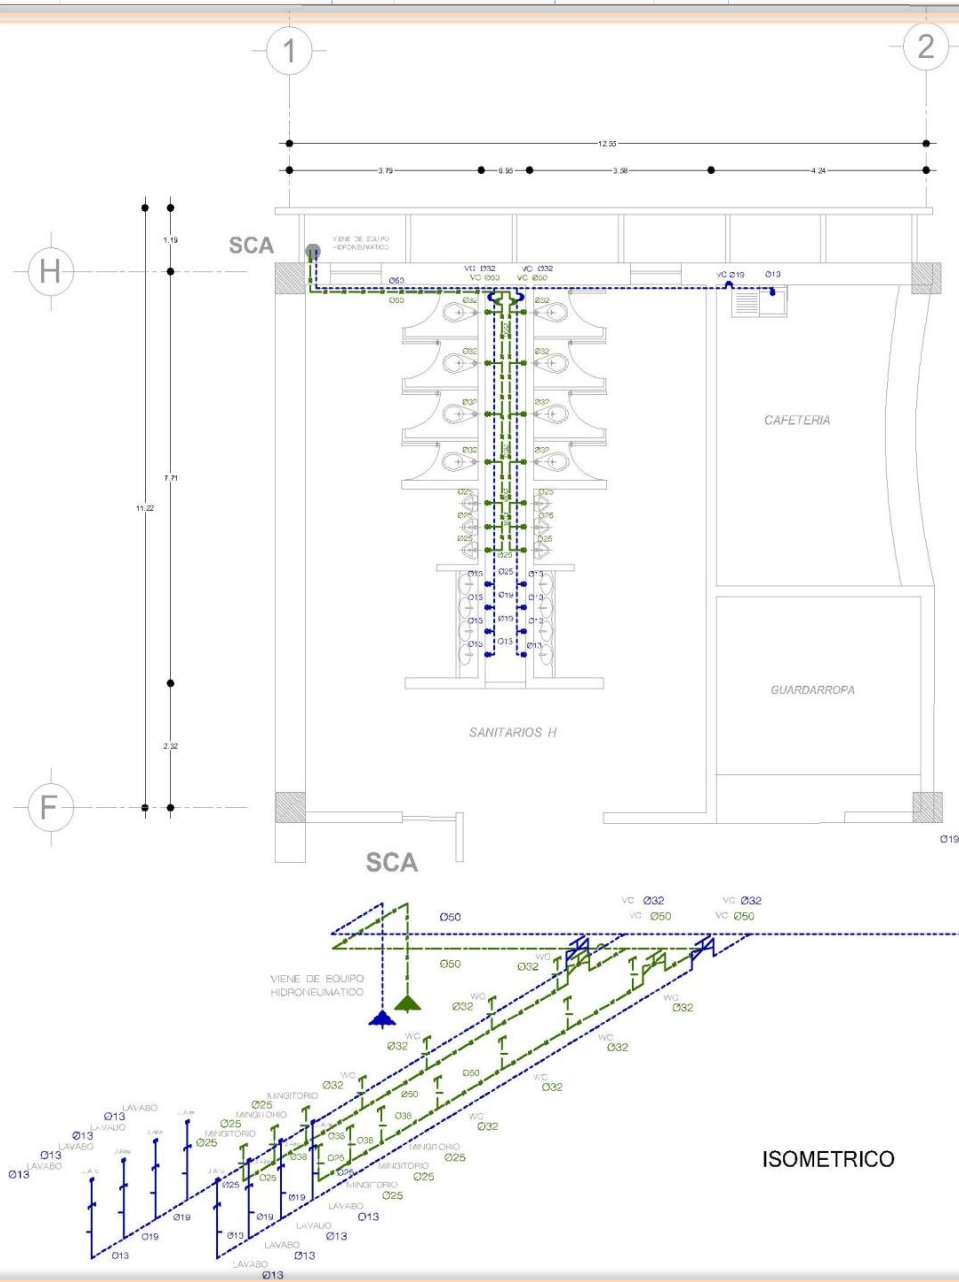 1
2
12.55
3.79
0.95
3.58
4.24
1.19
SCA
VIENE DE EQUIPO
HIDRONEUMATICO
H
VC Ø32
VC Ø32
VC Ø50
VC Ø50
VC Ø19
Ø13
Ø50
Ø50
Ø32
Ø32
Ø32
Ø32
Ø32
Ø32
CAFETERIA
Ø32
Ø32
7.71
11.22
Ø25
Ø25
Ø25
Ø25
Ø25
Ø25
Ø25
Ø13
Ø25
Ø13
Ø13
Ø19
Ø13
Ø13
Ø19
Ø13
Ø13
Ø13
Ø13
GUARDARROPA
SANITARIOS H
2.32
F
SCA
Ø19
VC Ø32
VC Ø32
Ø50
VC Ø50
VC Ø50
Ø50
WC
Ø32
VIENE DE EQUIPO
HIDRONEUMATICO
WC
Ø32
WC
Ø32
WC
Ø32
WC
Ø32
WC
Ø32
Ø50
WC
Ø32
Ø50
WC
Ø32
MINGITORIO
Ø25
MINGITORIO
Ø25
MINGITORIO
Ø25
Ø38
Ø38
Ø38
Ø25
Ø25
Ø25
MINGITORIO
Ø25
MINGITORIO
Ø25
MINGITORIO
Ø25
LAVABO
Ø13
LAVABO
Ø13
LAVABO
Ø13
LAVABO
Ø13
Ø25
Ø19
Ø19
Ø19
Ø19
Ø13
Ø13
LAVABO
Ø13
LAVABO
Ø13
LAVABO
Ø13
LAVABO
Ø13
ISOMETRICO